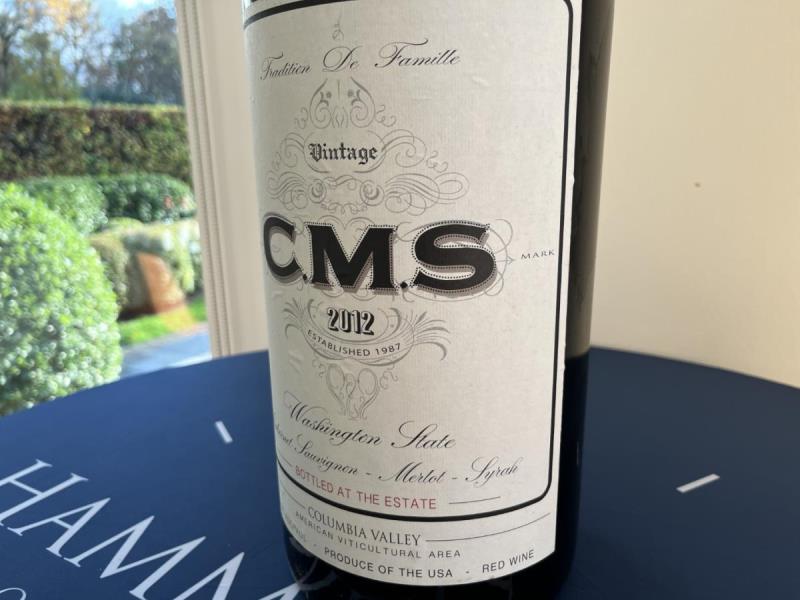 Tradition De Famille
Vintage
C.M.S
MARK
2012
ESTABLISHED 1987
Washington State
Sauvignon - Merlot - Syrah
BOTTLED AT THE ESTATE
COLUMBIA VALLEY
AMERICAN VITICULTURAL AREA
PRODUCE OF THE USA - RED WINE
HAMM